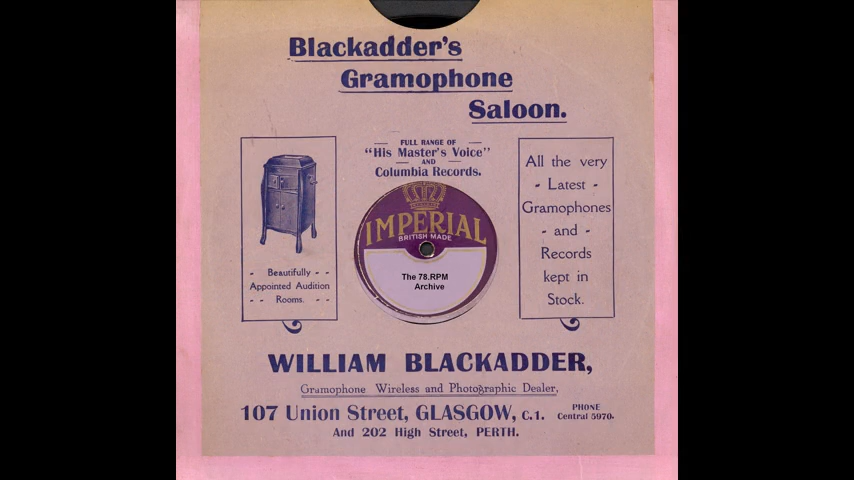 Blackadder's
Gramophone
Saloon.
FULL RANGE OF
"His Master's Voice"
AND
Columbia Records.
- Beautifully - -
Appointed Audition
- - Rooms. - -
IMPERIAL
BRITISH MADE
The 78.RPM
Archive
All the very
- Latest -
Gramophones
- and -
Records
kept in
Stock.
WILLIAM BLACKADDER,
Gramophone Wireless and Photographic Dealer,
107 Union Street, GLASGOW, C.1.
PHONE
Central 5970.
And 202 High Street, PERTH.